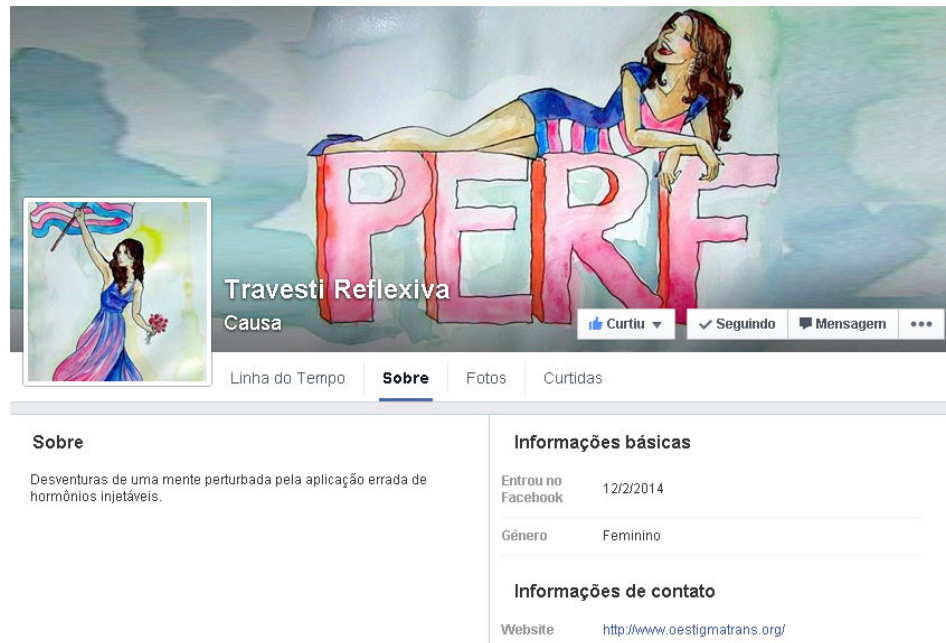 PERF
Travesti Reflexiva
Causa
Curtiu
Seguindo
Mensagem
Linha do Tempo
Sobre
Fotos
Curtidas
Sobre
Desventuras de uma mente perturbada pela aplicação errada de
hormônios injetáveis.
Informações básicas
Entrou no
Facebook
12/2/2014
Gênero
Feminino
Informações de contato
Website
http://www.oestigmatrans.org/